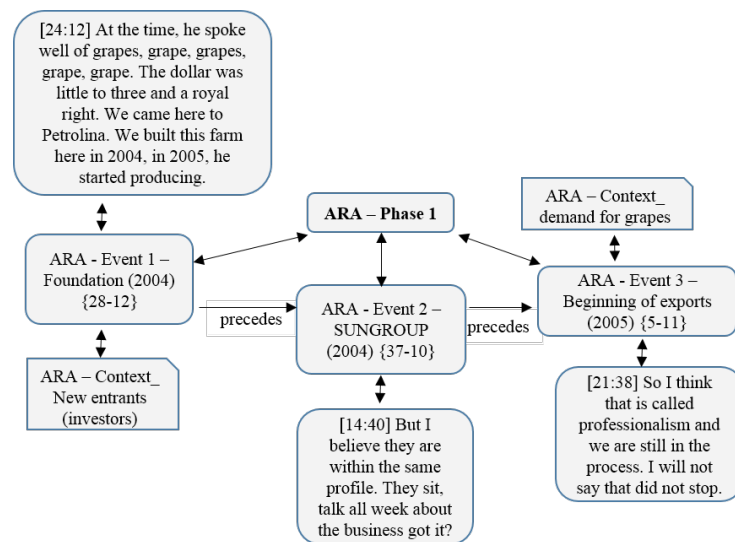 [24:12] At the time, he spoke
well of grapes, grape, grapes,
grape, grape. The dollar was
little to three and a royal
right. We came here to
Petrolina. We built this farm
here in 2004, in 2005, he
started producing.
ARA – Phase 1
ARA – Context_
demand for grapes
ARA - Event 1 –
Foundation (2004)
{28-12}
precedes
ARA - Event 2 –
SUNGROUP
(2004) {37-10}
precedes
ARA - Event 3 –
Beginning of exports
(2005) {5-11}
ARA – Context_
New entrants
(investors)
[14:40] But I
believe they are
within the same
profile. They sit,
talk all week about
the business got it?
[21:38] So I think
that is called
professionalism and
we are still in the
process. I will not
say that did not stop.